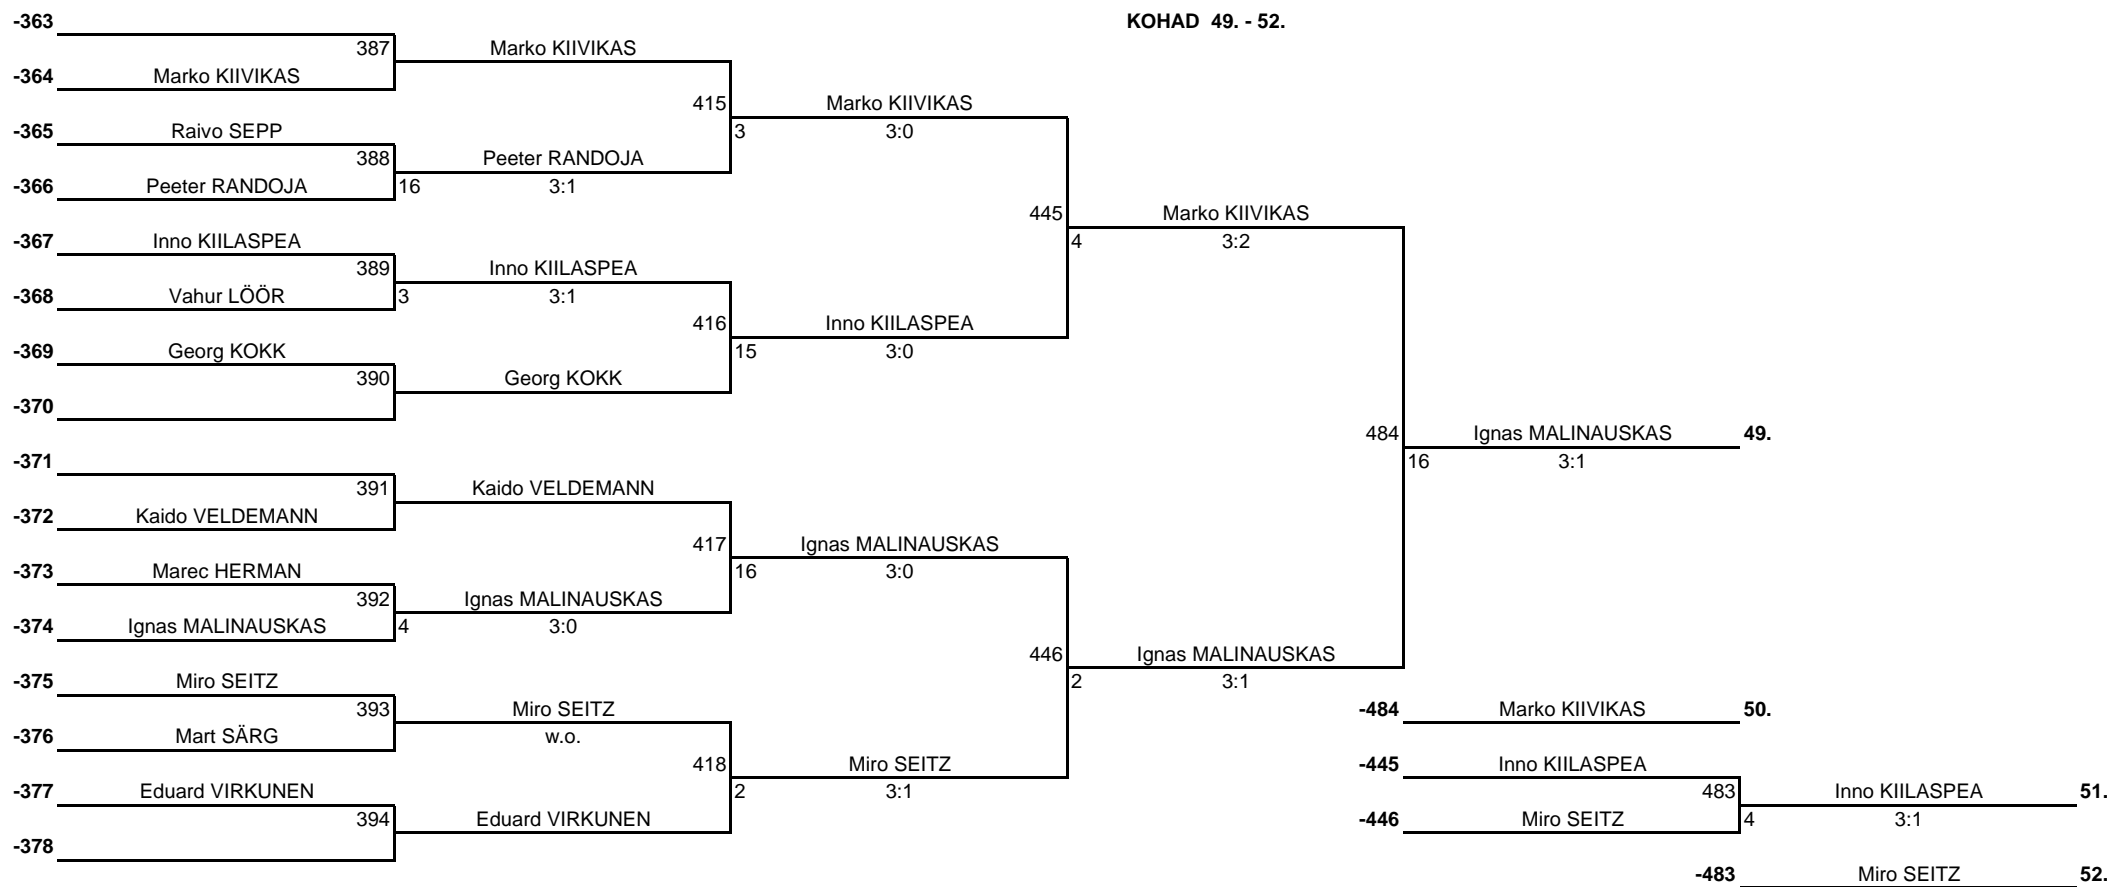 -363 KOHAD 49. - 52.
387 Marko KIIVIKAS
-364 Marko KIIVIKAS
415 Marko KIIVIKAS
-365 Raivo SEPP 3 3:0
388 Peeter RANDOJA
-366 Peeter RANDOJA 16 3:1
445 Marko KIIVIKAS
-367 Inno KIILASPEA 4 3:2
389 Inno KIILASPEA
-368 Vahur LÖÖR 3 3:1
416 Inno KIILASPEA
-369 Georg KOKK 15 3:0
390 Georg KOKK
-370
484 Ignas MALINAUSKAS 49.
-371 16 3:1
391 Kaido VELDEMANN
-372 Kaido VELDEMANN
417 Ignas MALINAUSKAS
-373 Marec HERMAN 16 3:0
392 Ignas MALINAUSKAS
-374 Ignas MALINAUSKAS 4 3:0
446 Ignas MALINAUSKAS
-375 Miro SEITZ 2 3:1
393 Miro SEITZ -484 Marko KIIVIKAS 50.
-376 Mart SÄRG w.o.
418 Miro SEITZ -445 Inno KIILASPEA
-377 Eduard VIRKUNEN 2 3:1 483 Inno KIILASPEA 51.
394 Eduard VIRKUNEN -446 Miro SEITZ 4 3:1
-378
-483 Miro SEITZ 52.